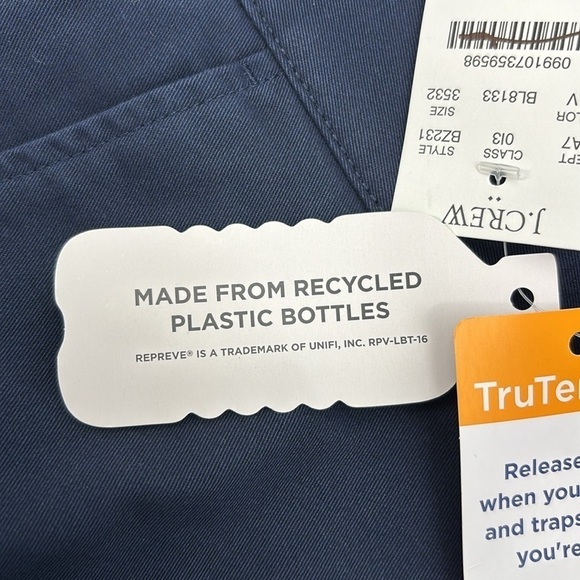 MADE FROM RECYCLED
PLASTIC BOTTLES
REPREVE® IS A TRADEMARK OF UNIFI, INC. RPV-LBT-16
J.CREW
CLASS STYLE
013 BZ231
SIZE
BL8133 3532
099107359598
Release
when you
and traps
you're